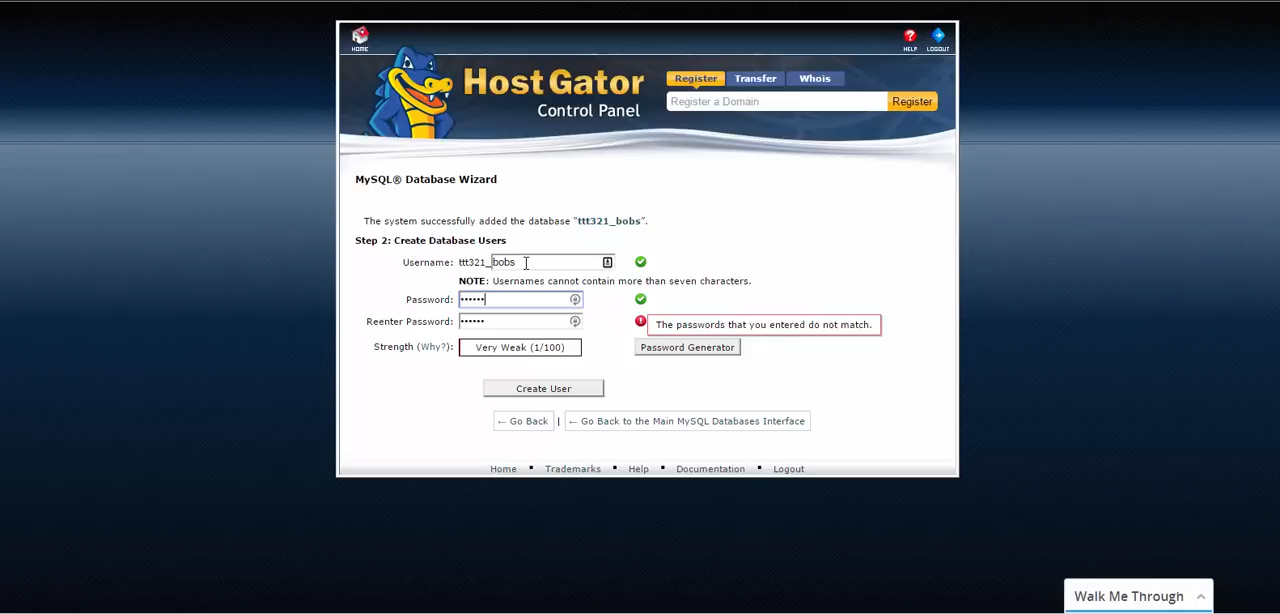 HOME
HELP LOGOUT
HostGator
Control Panel
Register Transfer Whois
Register a Domain Register
MySQL® Database Wizard
The system successfully added the database "ttt321_bobs".
Step 2: Create Database Users
Username: ttt321_bobs
NOTE: Usernames cannot contain more than seven characters.
Password: ••••••
Reenter Password: ••••••
The passwords that you entered do not match.
Strength (Why?): Very Weak (1/100) Password Generator
Create User
← Go Back | ← Go Back to the Main MySQL Databases Interface
Home ▪ Trademarks ▪ Help ▪ Documentation ▪ Logout
Walk Me Through